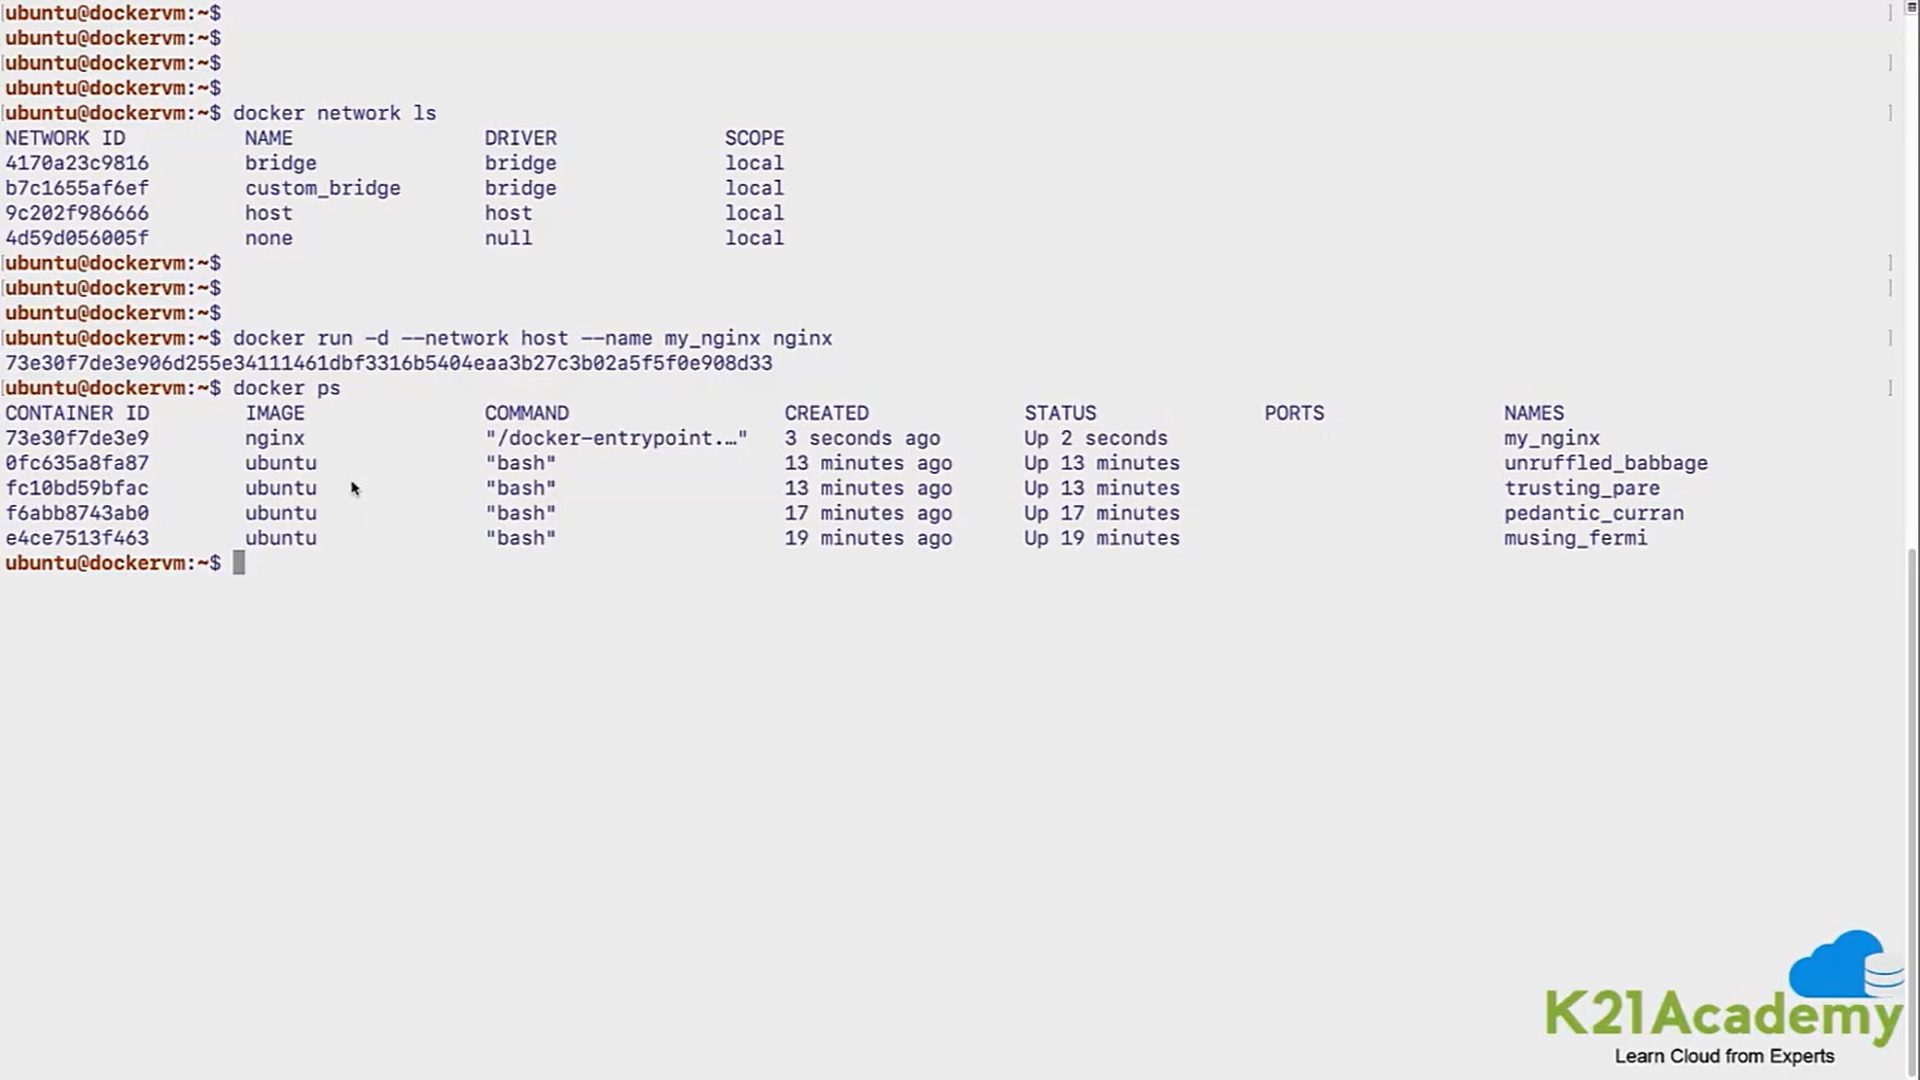 ubuntu@dockervm:~$
ubuntu@dockervm:~$
ubuntu@dockervm:~$
ubuntu@dockervm:~$
ubuntu@dockervm:~$ docker network ls
NETWORK ID NAME DRIVER SCOPE
4170a23c9816 bridge bridge local
b7c1655af6ef custom_bridge bridge local
9c202f986666 host host local
4d59d056005f none null local
ubuntu@dockervm:~$
ubuntu@dockervm:~$
ubuntu@dockervm:~$
ubuntu@dockervm:~$ docker run -d --network host --name my_nginx nginx
73e30f7de3e906d255e34111461dbf3316b5404eaa3b27c3b02a5f5f0e908d33
ubuntu@dockervm:~$ docker ps
CONTAINER ID IMAGE COMMAND CREATED STATUS PORTS NAMES
73e30f7de3e9 nginx "/docker-entrypoint.…" 3 seconds ago Up 2 seconds my_nginx
0fc635a8fa87 ubuntu "bash" 13 minutes ago Up 13 minutes unruffled_babbage
fc10bd59bfac ubuntu "bash" 13 minutes ago Up 13 minutes trusting_pare
f6abb8743ab0 ubuntu "bash" 17 minutes ago Up 17 minutes pedantic_curran
e4ce7513f463 ubuntu "bash" 19 minutes ago Up 19 minutes musing_fermi
ubuntu@dockervm:~$
K21Academy
Learn Cloud from Experts